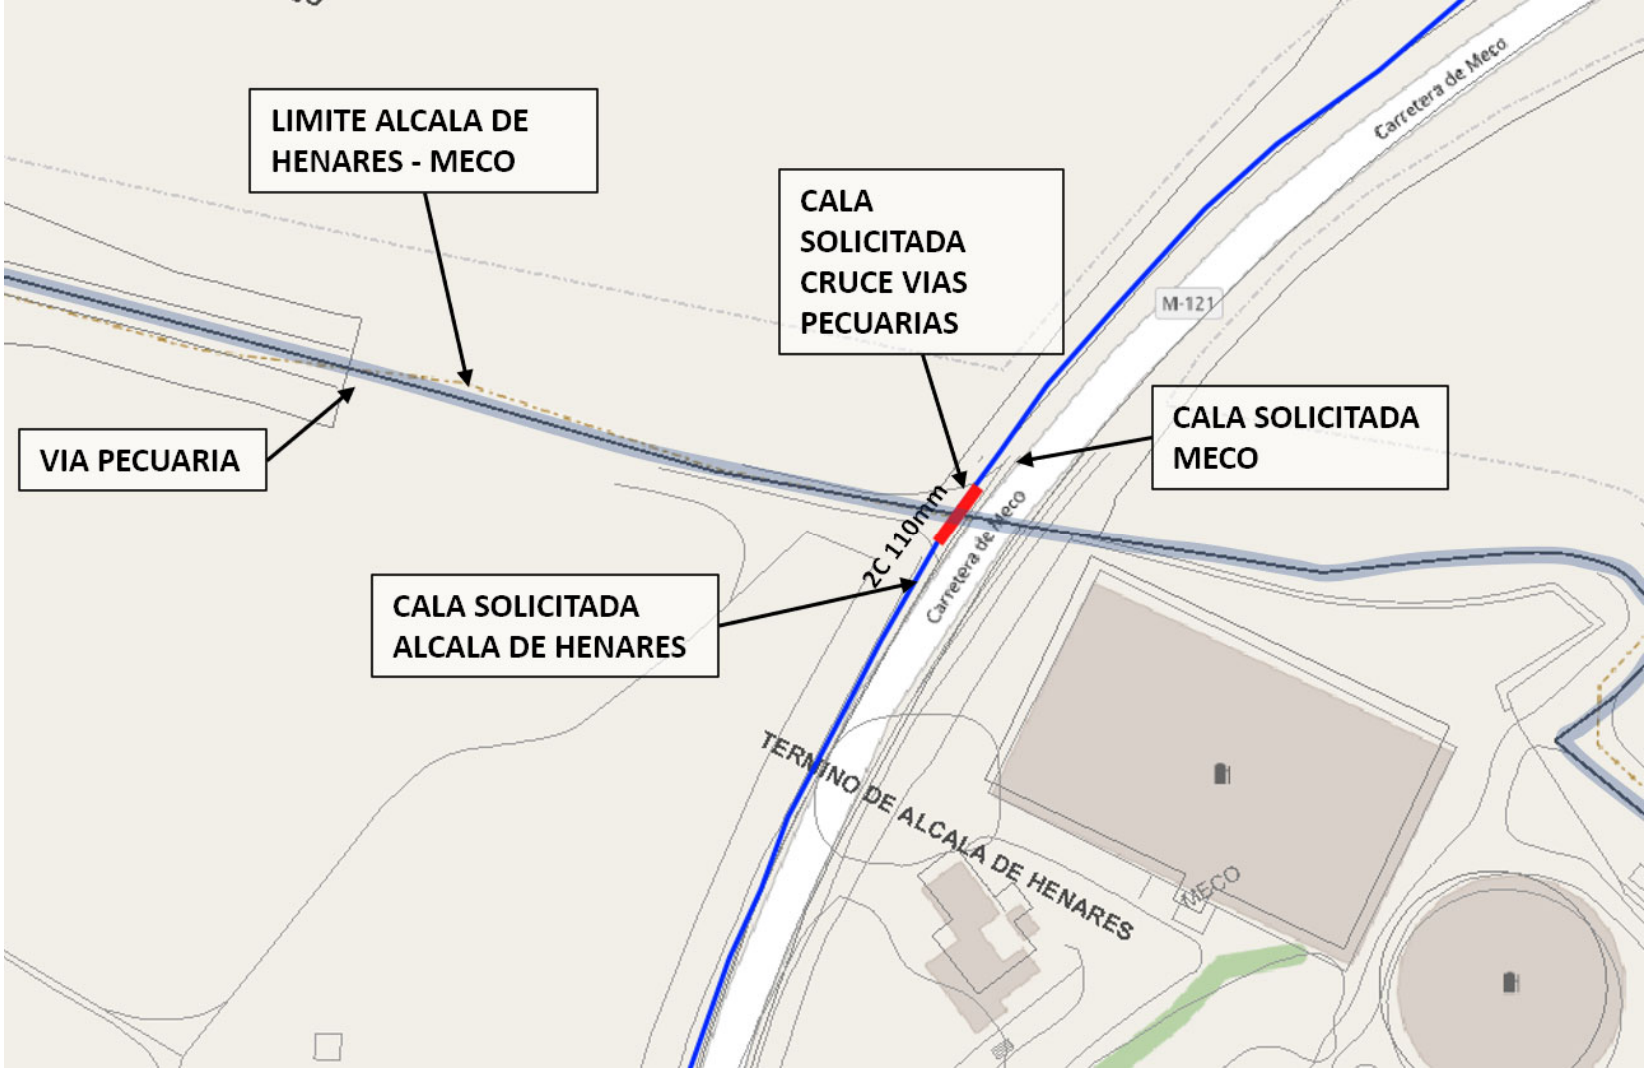 LIMITE ALCALA DE
HENARES - MECO
Carretera de Meco
CALA
SOLICITADA
CRUCE VIAS
PECUARIAS
M-121
VIA PECUARIA
CALA SOLICITADA
MECO
2C 110mm
Carretera de Meco
CALA SOLICITADA
ALCALA DE HENARES
TERMINO DE ALCALA DE HENARES
MECO